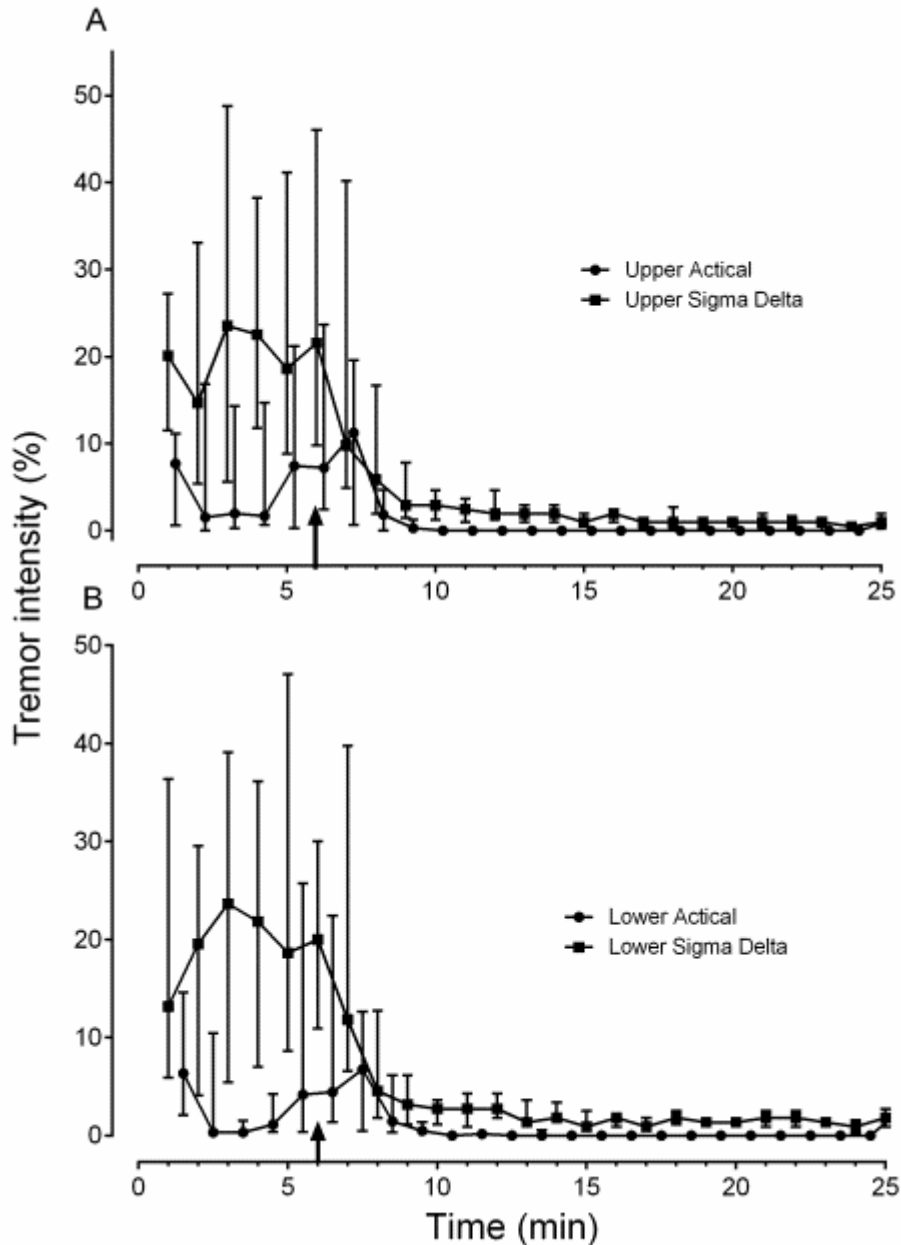 A
50
40
30
20
10
0
Upper Actical
Upper Sigma Delta
0 5 10 15 20 25
Tremor intensity (%)
B
50
40
30
20
10
0
Lower Actical
Lower Sigma Delta
0 5 10 15 20 25
Time (min)